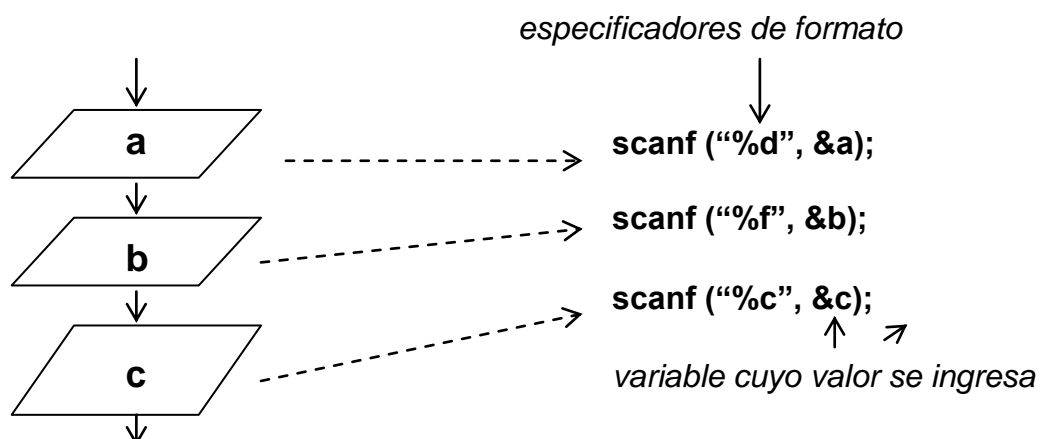 especificadores de formato
a
scanf (“%d”, &a);
b
scanf (“%f”, &b);
c
scanf (“%c”, &c);
variable cuyo valor se ingresa